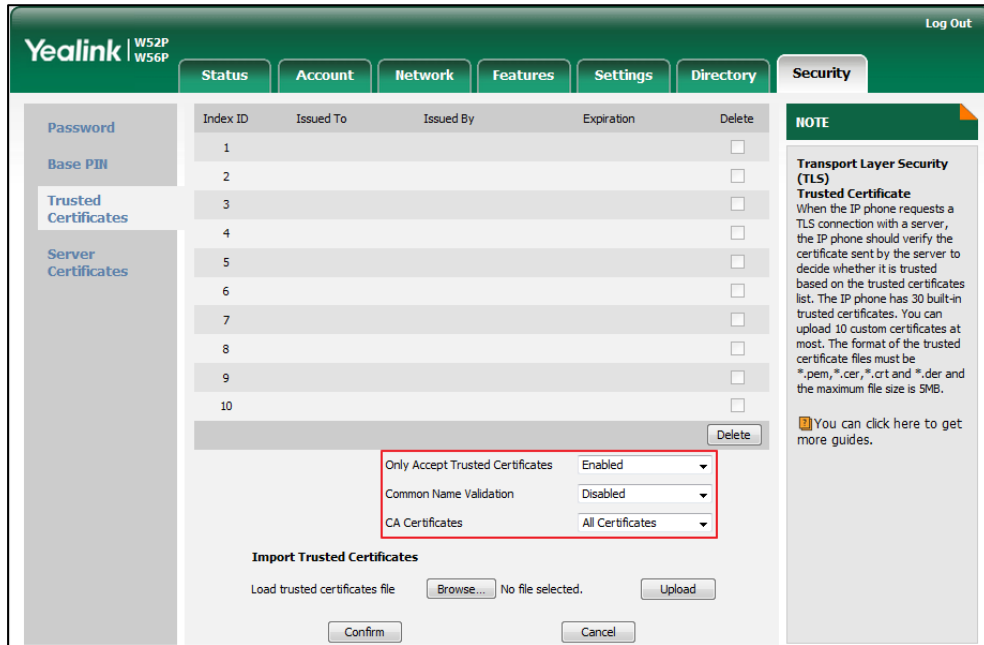 Log Out
Yealink | W52P
W56P
Status Account Network Features Settings Directory Security
Password
Base PIN
Trusted
Certificates
Server
Certificates
Index ID Issued To Issued By Expiration Delete
1
2
3
4
5
6
7
8
9
10
Delete
Only Accept Trusted Certificates Enabled
Common Name Validation Disabled
CA Certificates All Certificates
Import Trusted Certificates
Load trusted certificates file Browse... No file selected. Upload
Confirm Cancel
NOTE
Transport Layer Security
(TLS)
Trusted Certificate
When the IP phone requests a
TLS connection with a server,
the IP phone should verify the
certificate sent by the server to
decide whether it is trusted
based on the trusted certificates
list. The IP phone has 30 built-in
trusted certificates. You can
upload 10 custom certificates at
most. The format of the trusted
certificate files must be
*.pem,*.cer,*.crt and *.der and
the maximum file size is 5MB.
You can click here to get
more guides.